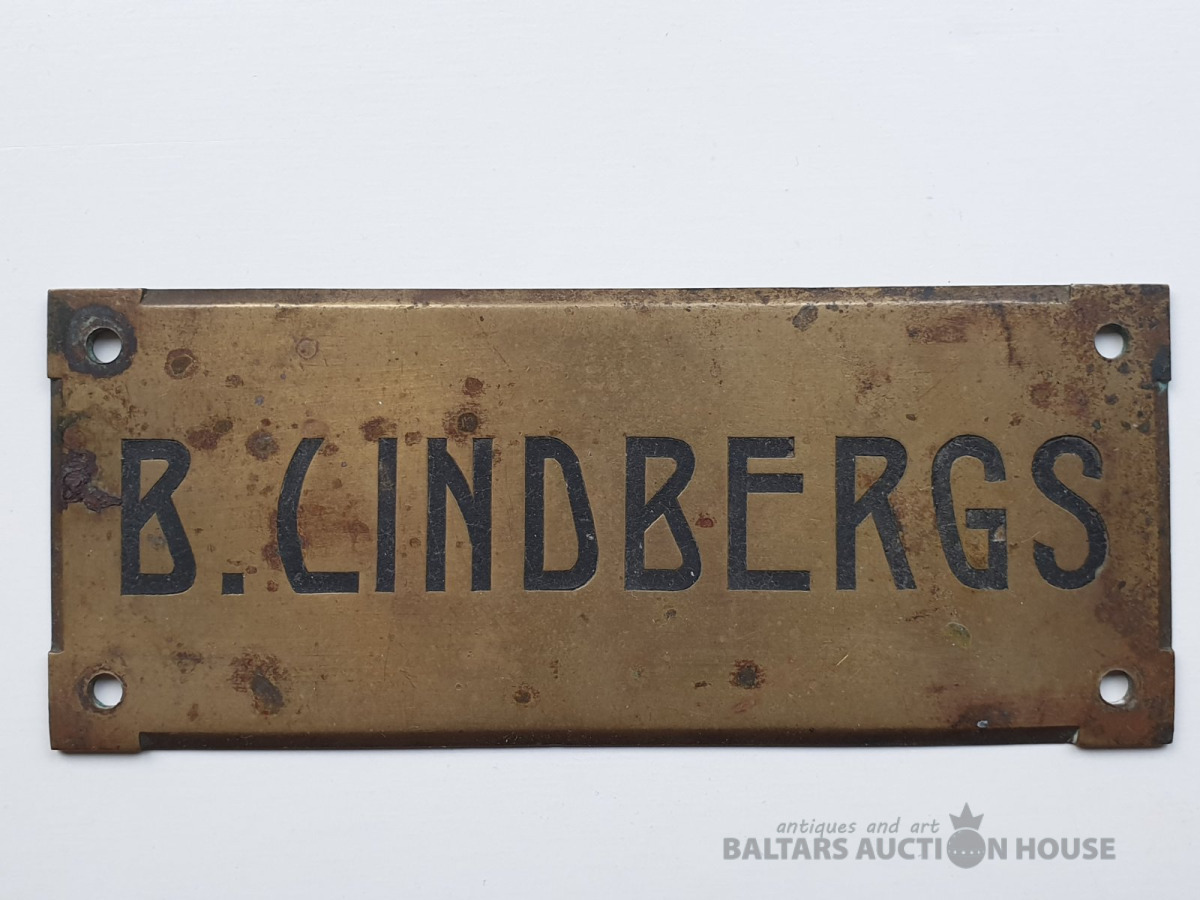 B. LINDBERGS
antiques and art
BALTARS AUCTION HOUSE